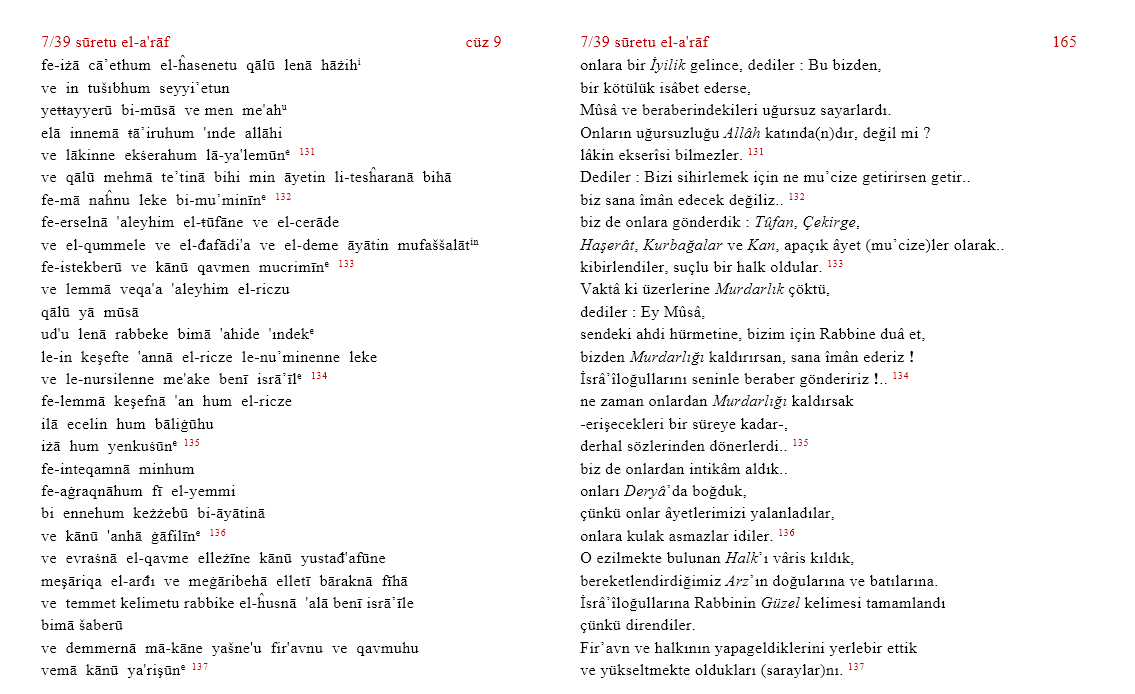 7/39 sūretu el-a'rāf cüz 9
fe-iżā cā’ethum el-ĥasenetu qālū lenā hāżihⁱ
ve in tušıbhum seyyi’etun
yeŧŧayyerū bi-mūsā ve men me'ahᵘ
elā innemā ŧā’iruhum 'ınde allāhi
ve lākinne ekśerahum lā-ya'lemūnᵉ 131
ve qālū mehmā te’tinā bihi min āyetin li-tesĥaranā bihā
fe-mā naĥnu leke bi-mu’minīnᵉ 132
fe-erselnā 'aleyhim el-ŧūfāne ve el-cerāde
ve el-qummele ve el-đafādi'a ve el-deme āyātin mufaššalātⁱⁿ
fe-istekberū ve kānū qavmen mucrimīnᵉ 133
ve lemmā veqa'a 'aleyhim el-riczu
qālū yā mūsā
ud'u lenā rabbeke bimā 'ahide 'ındekᵉ
le-in keşefte 'annā el-ricze le-nu’minenne leke
ve le-nursilenne me'ake benī isrā’īlᵉ 134
fe-lemmā keşefnā 'an hum el-ricze
ilā ecelin hum bāliġūhu
iżā hum yenkuśūnᵉ 135
fe-inteqamnā minhum
fe-aġraqnāhum fī el-yemmi
bi ennehum keżżebū bi-āyātinā
ve kānū 'anhā ġāfilīnᵉ 136
ve evraśnā el-qavme elleżīne kānū yustađ'afūne
meşāriqa el-arđı ve meġāribehā elletī bāraknā fīhā
ve temmet kelimetu rabbike el-ĥusnā 'alā benī isrā’īle
bimā šaberū
ve demmernā mā-kāne yašne'u fir'avnu ve qavmuhu
vemā kānū ya'rişūnᵉ 137
7/39 sūretu el-a'rāf 165
onlara bir İyilik gelince, dediler : Bu bizden,
bir kötülük isâbet ederse,
Mûsâ ve beraberindekileri uğursuz sayarlardı.
Onların uğursuzluğu Allâh katında(n)dır, değil mi ?
lâkin ekserîsi bilmezler. 131
Dediler : Bizi sihirlemek için ne mu’cize getirirsen getir..
biz sana îmân edecek değiliz.. 132
biz de onlara gönderdik : Tûfan, Çekirge,
Haşerât, Kurbağalar ve Kan, apaçık âyet (mu’cize)ler olarak..
kibirlendiler, suçlu bir halk oldular. 133
Vaktâ ki üzerlerine Murdarlık çöktü,
dediler : Ey Mûsâ,
sendeki ahdi hürmetine, bizim için Rabbine duâ et,
bizden Murdarlığı kaldırırsan, sana îmân ederiz !
İsrâ’îloğullarını seninle beraber göndeririz !.. 134
ne zaman onlardan Murdarlığı kaldırsak
-erişecekleri bir süreye kadar-,
derhal sözlerinden dönerlerdi.. 135
biz de onlardan intikâm aldık..
onları Deryâ’da boğduk,
çünkü onlar âyetlerimizi yalanladılar,
onlara kulak asmazlar idiler. 136
O ezilmekte bulunan Halk’ı vâris kıldık,
bereketlendirdiğimiz Arz’ın doğularına ve batılarına.
İsrâ’îloğullarına Rabbinin Güzel kelimesi tamamlandı
çünkü direndiler.
Fir’avn ve halkının yapageldiklerini yerlebir ettik
ve yükseltmekte oldukları (saraylar)nı. 137